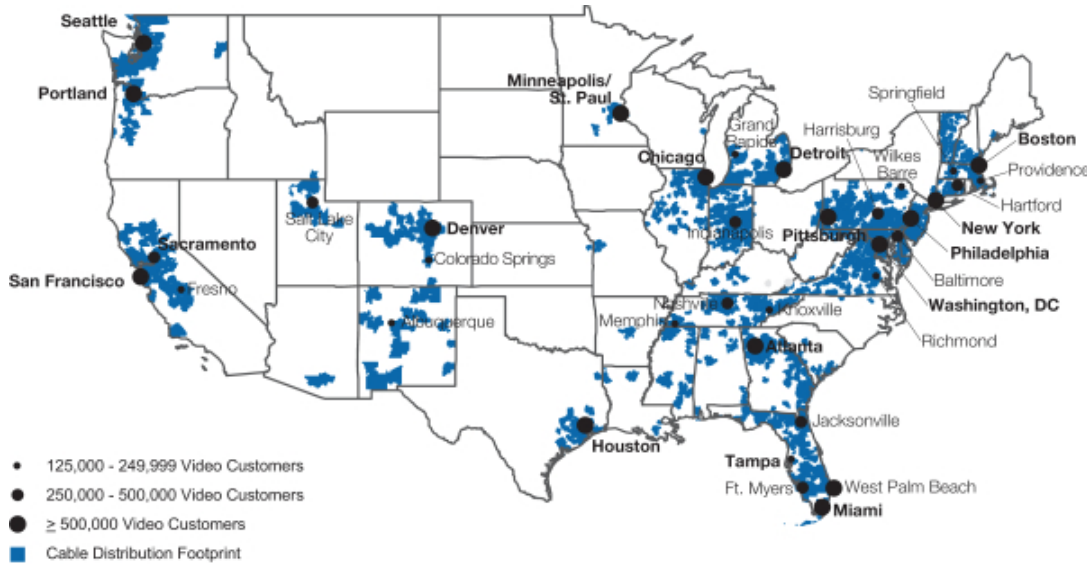 Seattle
Portland
Minneapolis/
St. Paul
Springfield
Harrisburg
Grand
Rapids
Boston
Chicago
Detroit
Wilkes
Barre
Providence
Hartford
Salt Lake
City
Denver
Indianapolis
Pittsburgh
New York
Sacramento
Philadelphia
Colorado Springs
San Francisco
Fresno
Baltimore
Nashville
Washington, DC
Albuquerque
Memphis
Knoxville
Richmond
Atlanta
Jacksonville
Houston
Tampa
Ft. Myers
West Palm Beach
Miami
125,000 - 249,999 Video Customers
250,000 - 500,000 Video Customers
≥ 500,000 Video Customers
Cable Distribution Footprint